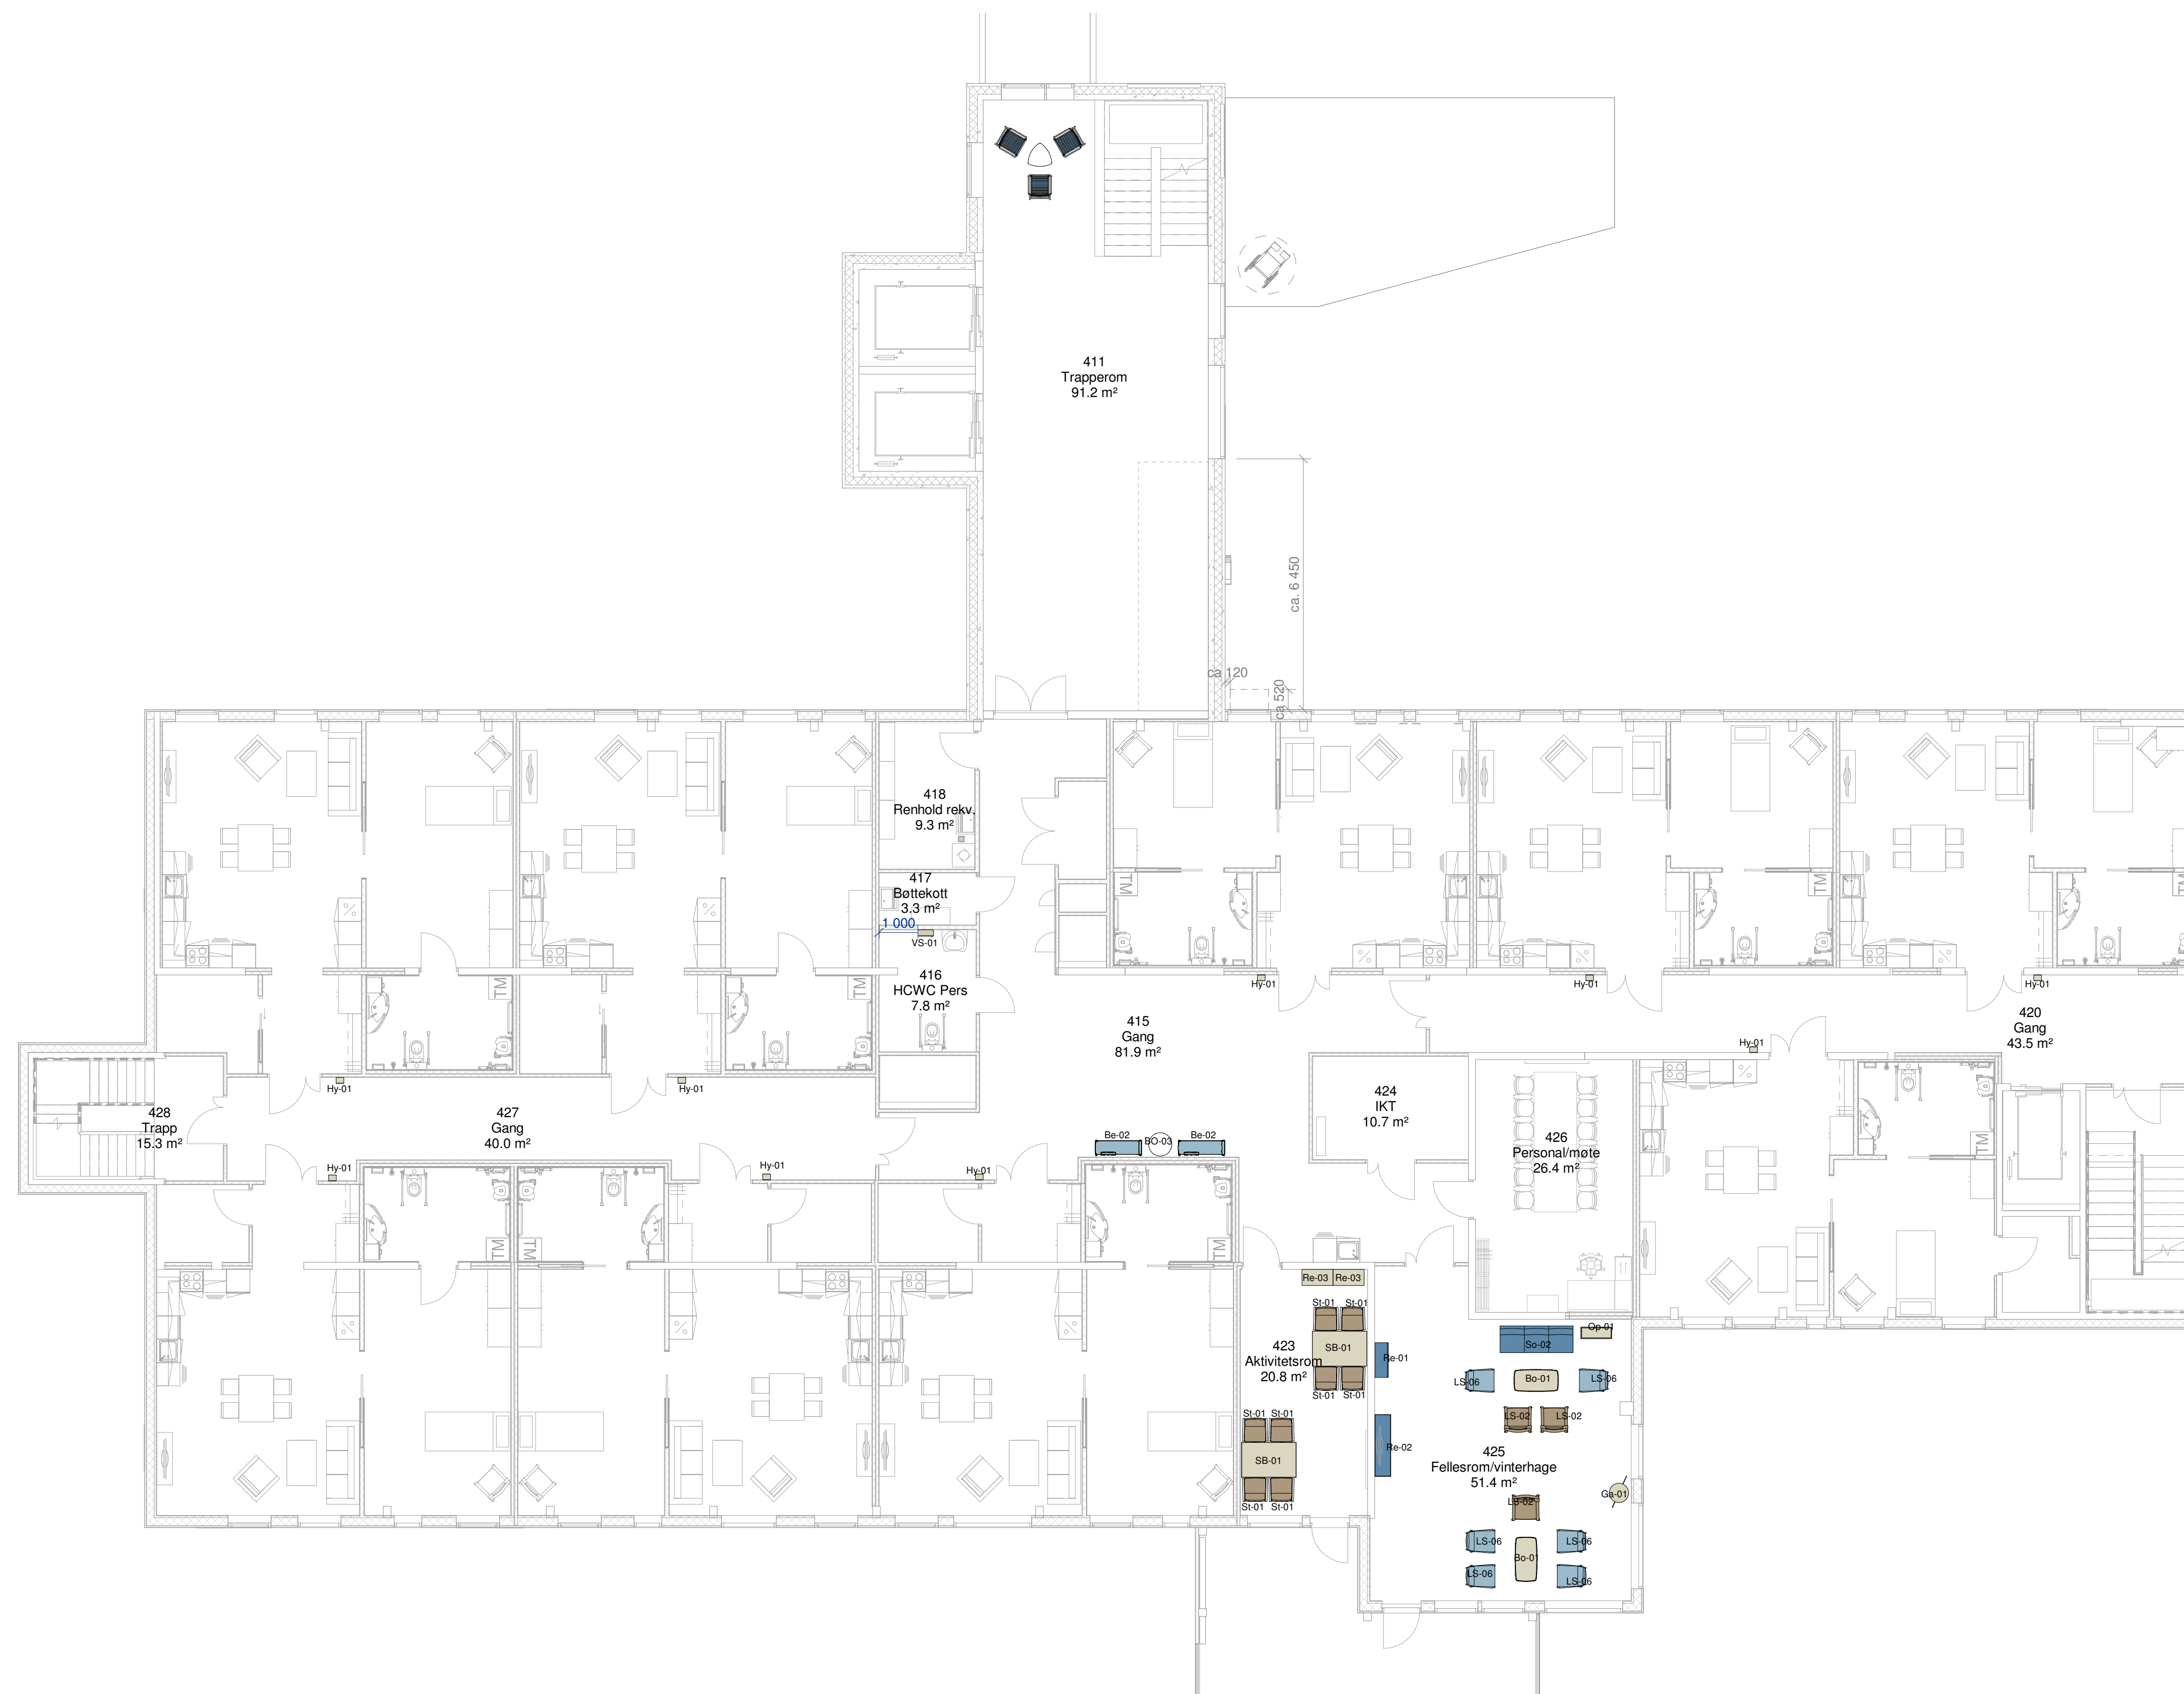 411
Trapperom
91.2 m²
ca. 6 450
ca 120
ca 520
418
Renhold rekv.
9.3 m²
417
Bøttekott
3.3 m²
1 000
VS-01
416
HCWC Pers
7.8 m²
TM
TM
TM
TM
TM
TM
Hy-01
Hy-01
Hy-01
415
Gang
81.9 m²
420
Gang
43.5 m²
Hy-01
Hy-01
Hy-01
428
Trapp
15.3 m²
427
Gang
40.0 m²
424
IKT
10.7 m²
426
Personal/møte
26.4 m²
TM
Be-02
BO-03
Be-02
Hy-01
Hy-01
Hy-01
TM
TM
TM
Re-03
Re-03
St-01
St-01
423
Aktivitetsrom
20.8 m²
SB-01
St-01
St-01
Re-01
Op-01
So-02
LS-06
Bo-01
LS-06
LS-02
LS-02
St-01
St-01
SB-01
St-01
St-01
Re-02
425
Fellesrom/vinterhage
51.4 m²
Ga-01
LS-02
LS-06
LS-06
Bo-01
LS-06
LS-06